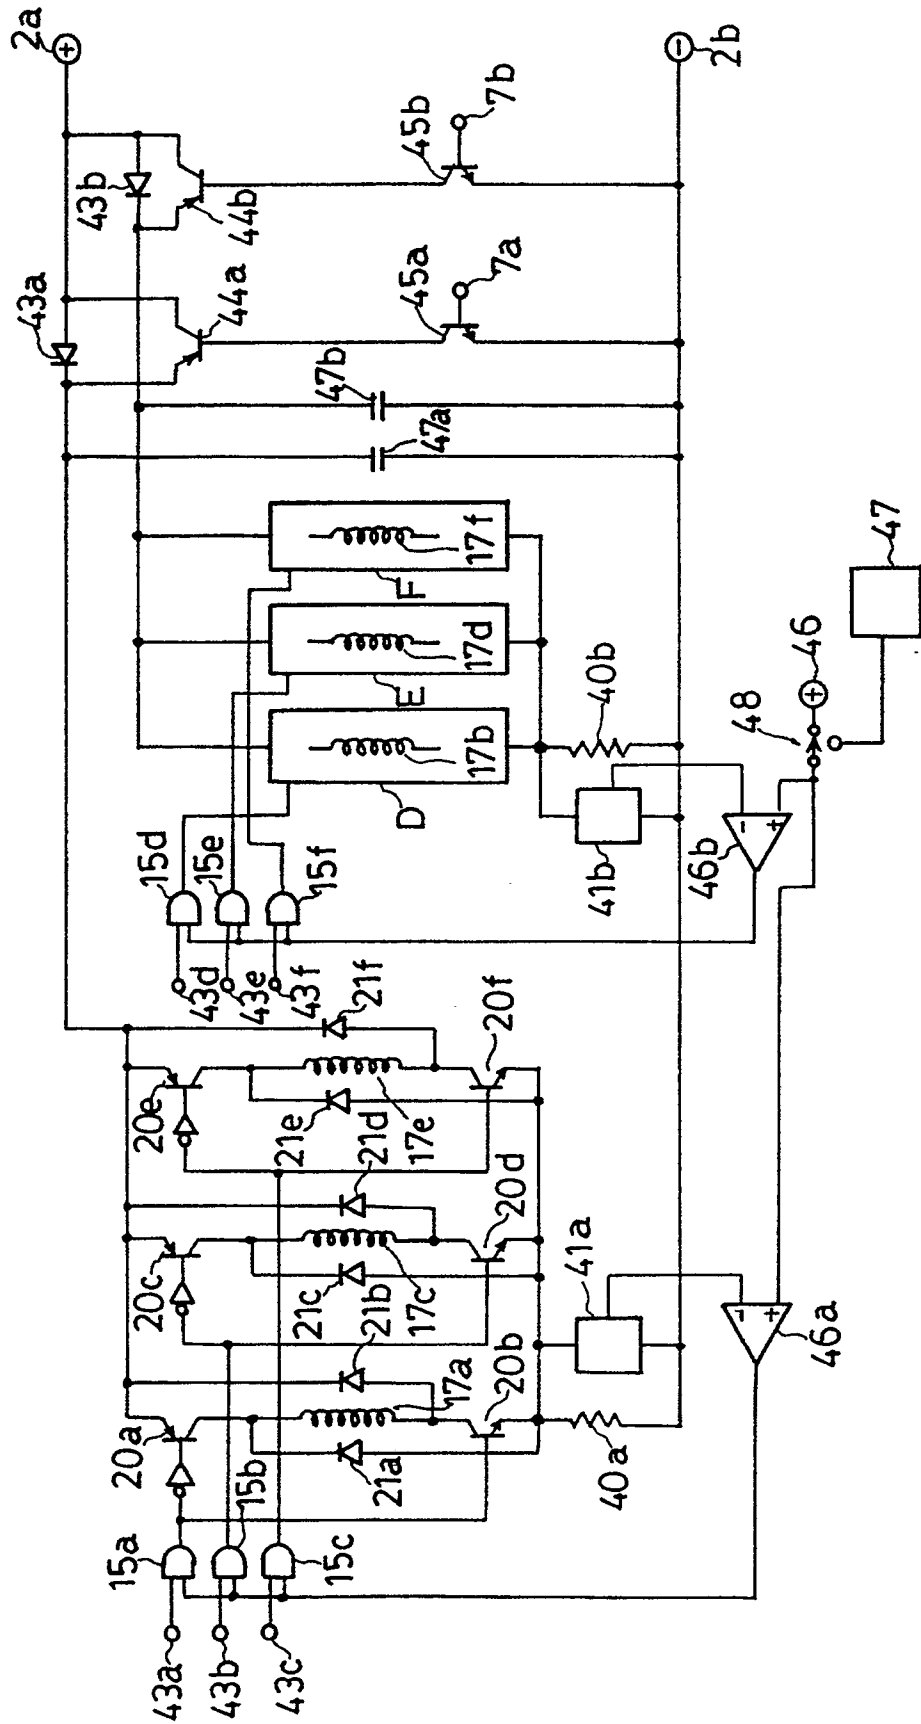 2a
+
43a
43b
44b
44a
45b
7b
45a
7a
47b
47a
−
2b
17f
F
17d
E
17b
D
40b
41b
46
+
47
48
46b
−
+
15d
15e
15f
43d
43e
43f
21f
20e
21e
17e
20f
21d
20c
21c
17c
20d
21b
20a
21a
17a
20b
41a
40a
46a
−
+
15a
15b
15c
43a
43b
43c